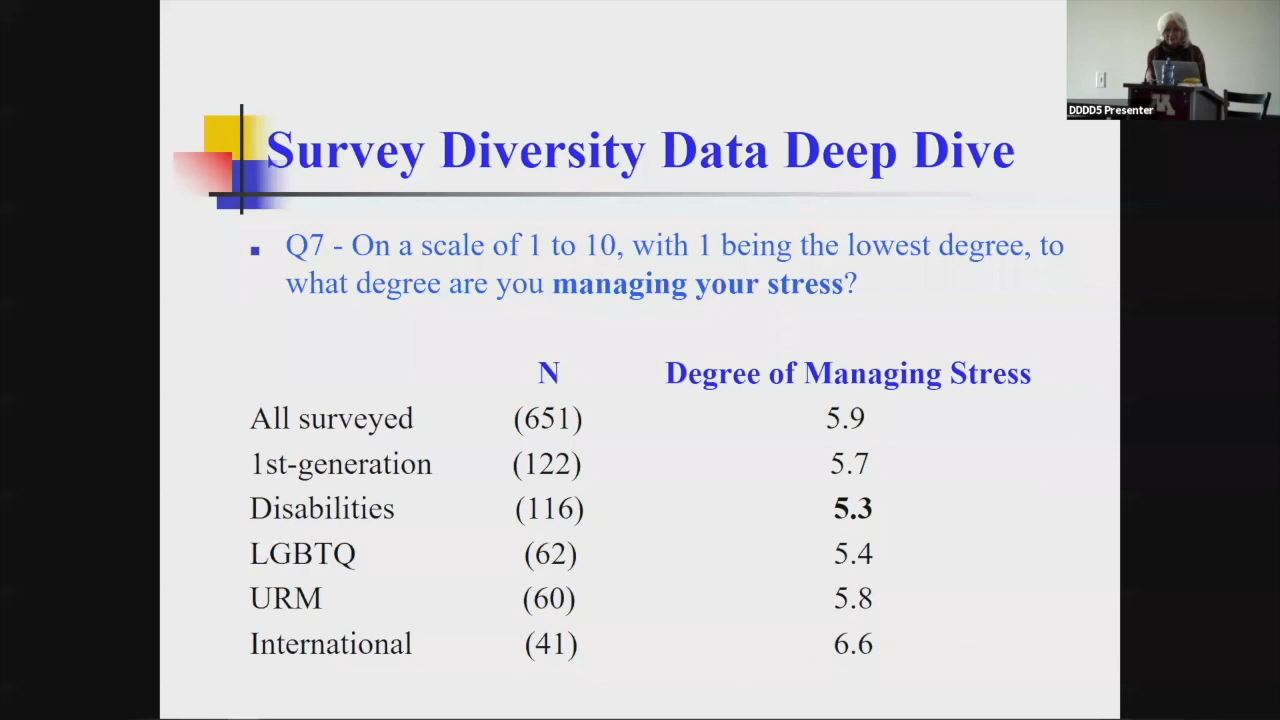 DDDD5 Presenter
Survey Diversity Data Deep Dive
Q7 - On a scale of 1 to 10, with 1 being the lowest degree, to
what degree are you managing your stress?
N Degree of Managing Stress
All surveyed (651) 5.9
1st-generation (122) 5.7
Disabilities (116) 5.3
LGBTQ (62) 5.4
URM (60) 5.8
International (41) 6.6